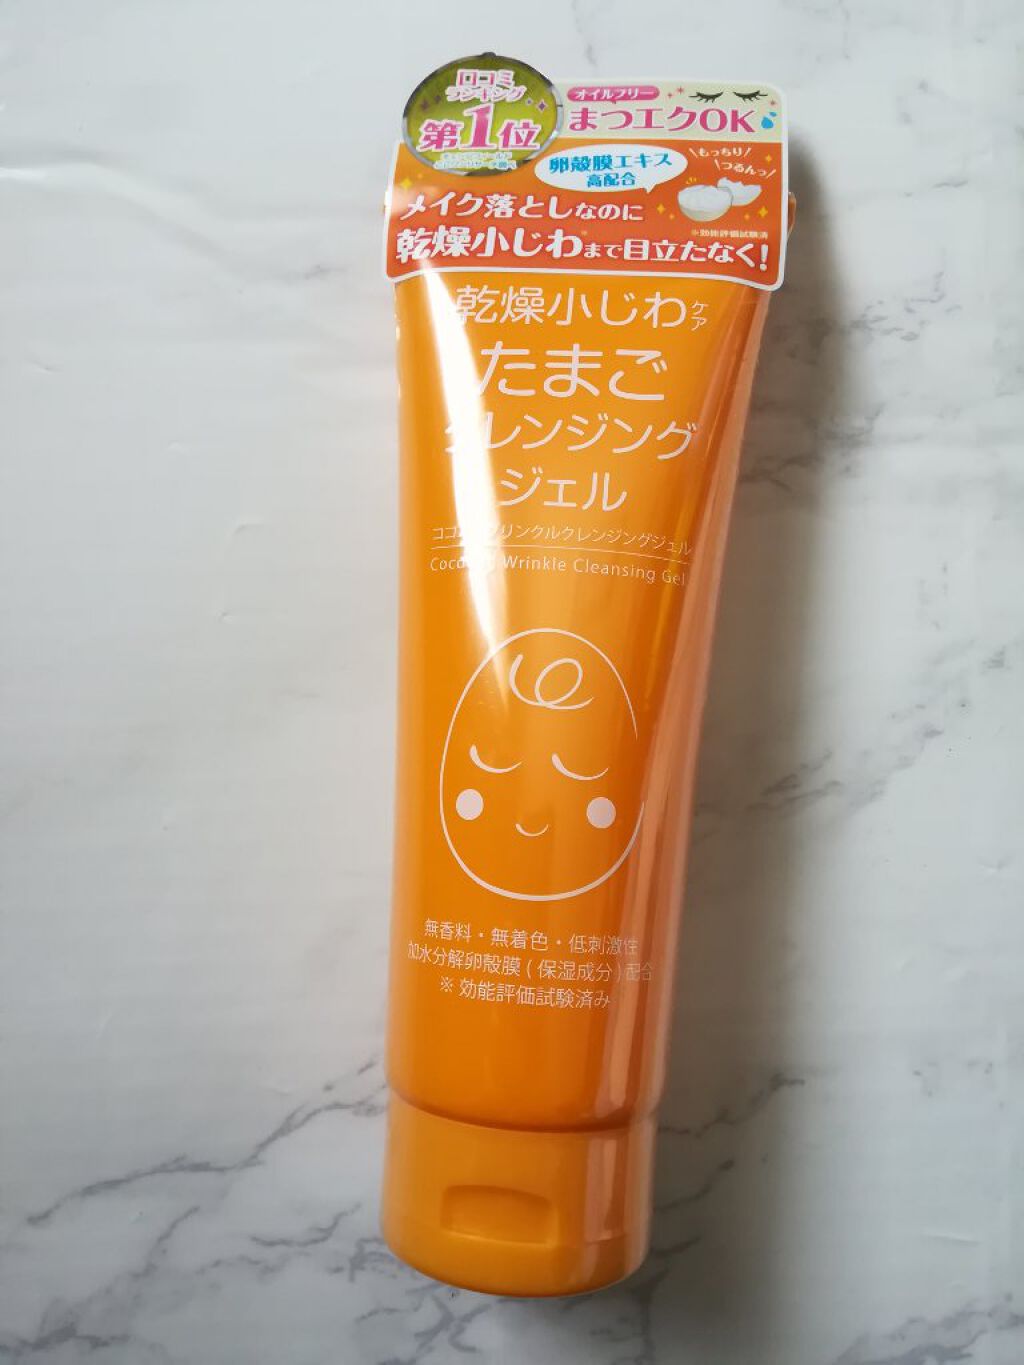 口コミ
ランキング
第1位
オイルフリー
まつエクOK
卵殻膜エキス
高配合
もっちり
つるんっ
※効能評価試験済
メイク落としなのに
乾燥小じわ※まで目立たなく!
乾燥小じわケア
たまご
クレンジング
ジェル
リンクルクレンジングジェル
Wrinkle Cleansing Gel
無香料・無着色・低刺激性
加水分解卵殻膜(保湿成分)配合
※ 効能評価試験済み